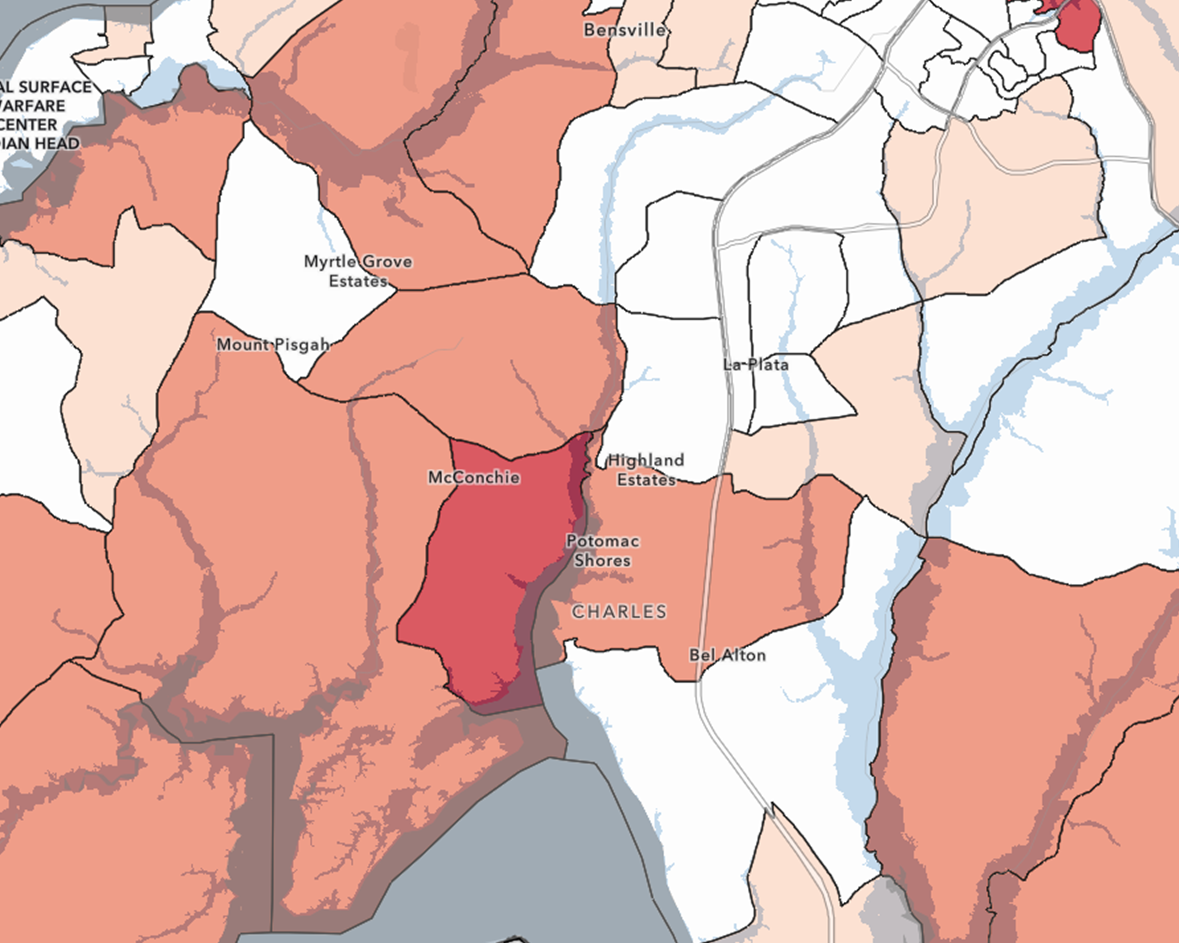 Bensville
AL SURFACE
WARFARE
CENTER
DIAN HEAD
Myrtle Grove
Estates
Mount Pisgah
La Plata
McConchie
Highland
Estates
Potomac
Shores
CHARLES
Bel Alton